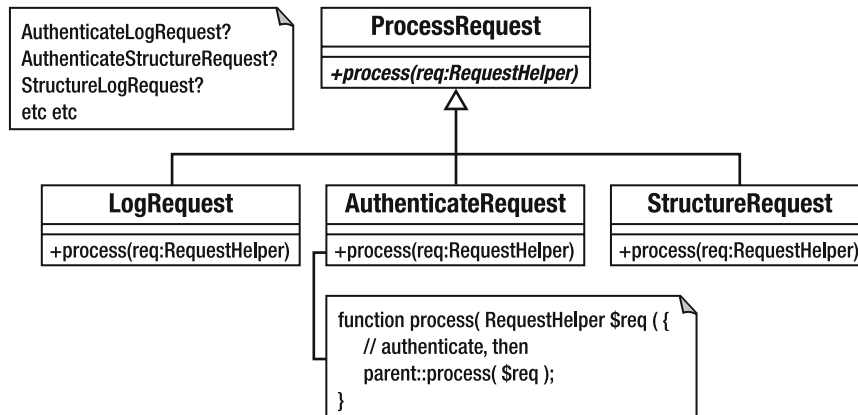 AuthenticateLogRequest?
AuthenticateStructureRequest?
StructureLogRequest?
etc etc
ProcessRequest
+process(req:RequestHelper)
LogRequest
+process(req:RequestHelper)
AuthenticateRequest
+process(req:RequestHelper)
StructureRequest
+process(req:RequestHelper)
function process( RequestHelper $req ( {
// authenticate, then
parent::process( $req );
}